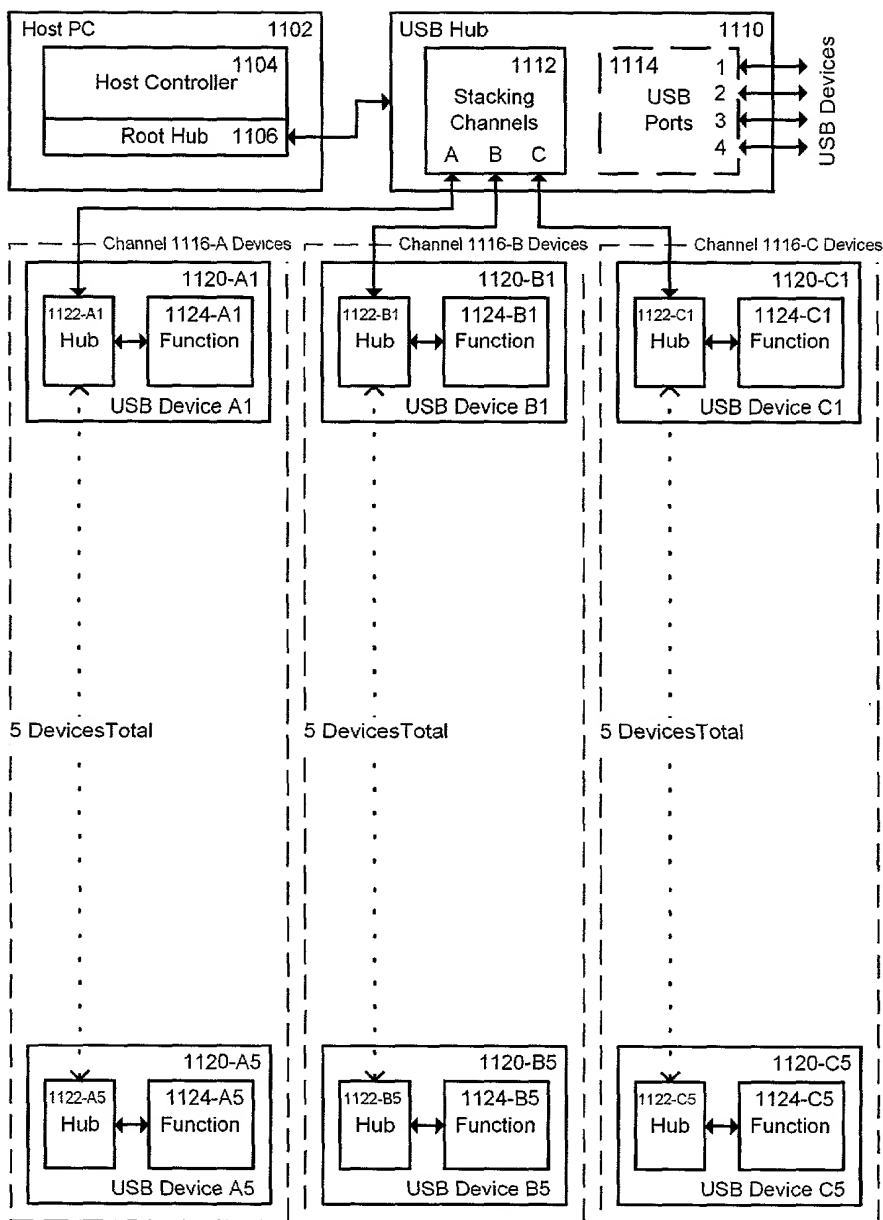 Host PC 1102
1104
Host Controller
Root Hub 1106
USB Hub 1110
1112
Stacking
Channels
A B C
1114
USB
Ports
1
2
3
4
USB Devices
Channel 1116-A Devices
1120-A1
1122-A1
Hub
1124-A1
Function
USB Device A1
5 DevicesTotal
1120-A5
1122-A5
Hub
1124-A5
Function
USB Device A5
Channel 1116-B Devices
1120-B1
1122-B1
Hub
1124-B1
Function
USB Device B1
5 DevicesTotal
1120-B5
1122-B5
Hub
1124-B5
Function
USB Device B5
Channel 1116-C Devices
1120-C1
1122-C1
Hub
1124-C1
Function
USB Device C1
5 DevicesTotal
1120-C5
1122-C5
Hub
1124-C5
Function
USB Device C5